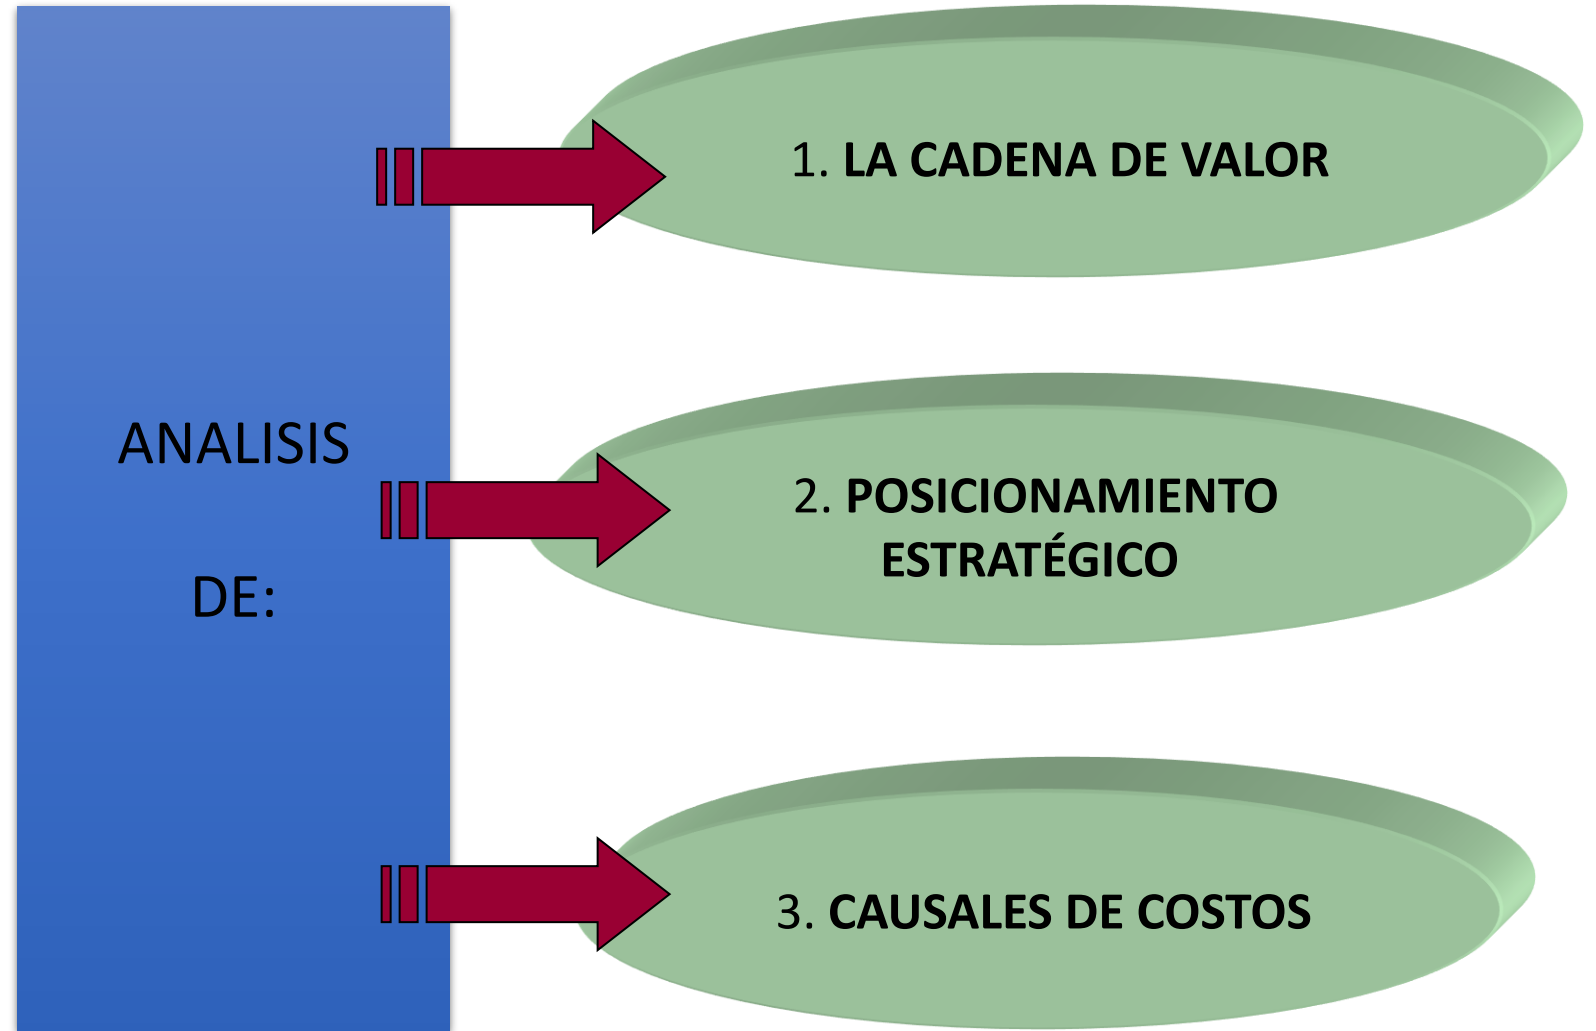 1. LA CADENA DE VALOR
ANALISIS
DE:
2. POSICIONAMIENTO
ESTRATÉGICO
3. CAUSALES DE COSTOS